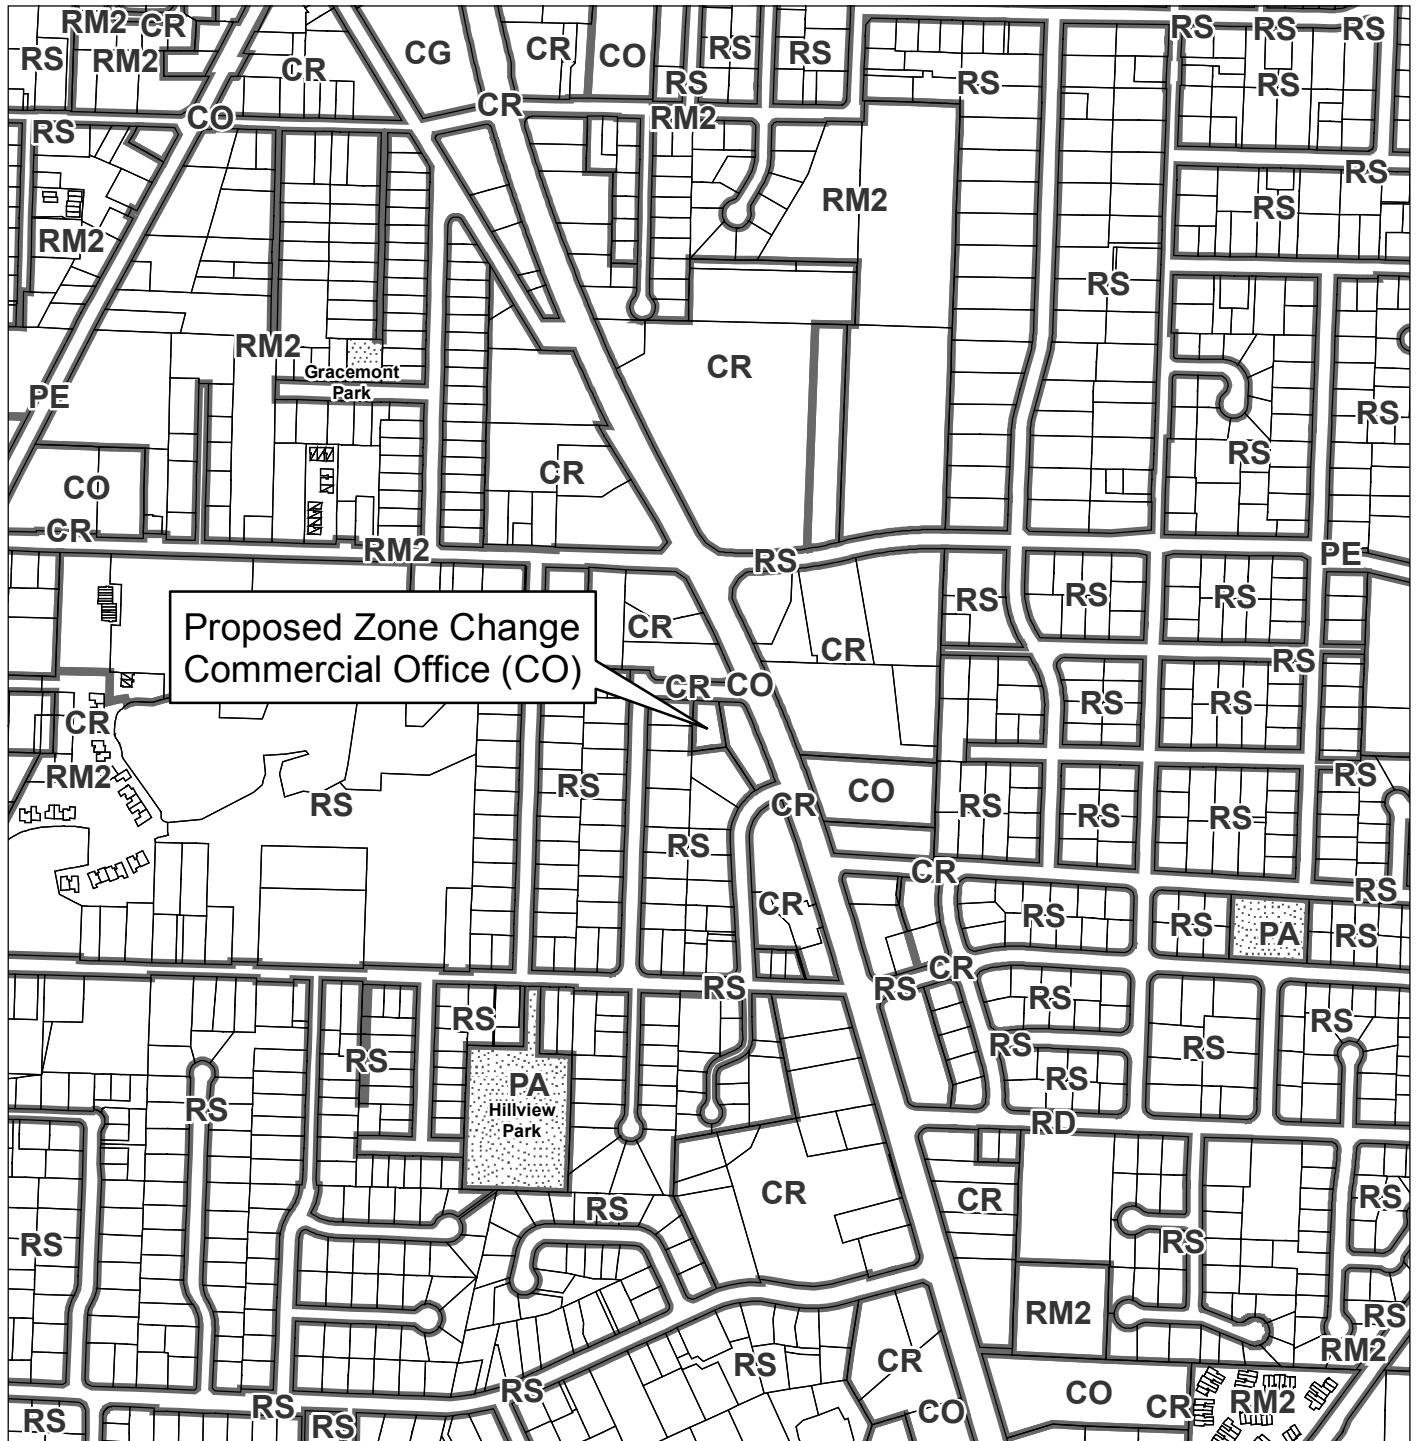 RM2 CR
RS RM2 CR CG CR CO RS RS RS RS RS
RS RS RS
CO CR RM2
RS
RS
RM2 RS
RM2
RS
RM2 CR
Gracemont
Park
PE RS
RS
CO CR
CR RM2 RS PE
RS RS RS
Proposed Zone Change
Commercial Office (CO)
CR CR RS
CR CO RS RS
CR
RM2 RS RS CO RS
RS CR RS RS RS
RS
CR RS
CR RS RS PA RS
CR
RS RS RS
RS RS RS
RS RS RS
PA RS
Hillview
Park
RS RD
CR CR RS
RS RS RS
RM2 RS
RS CR RM2
RS CO CR RM2
RS RS RS CO